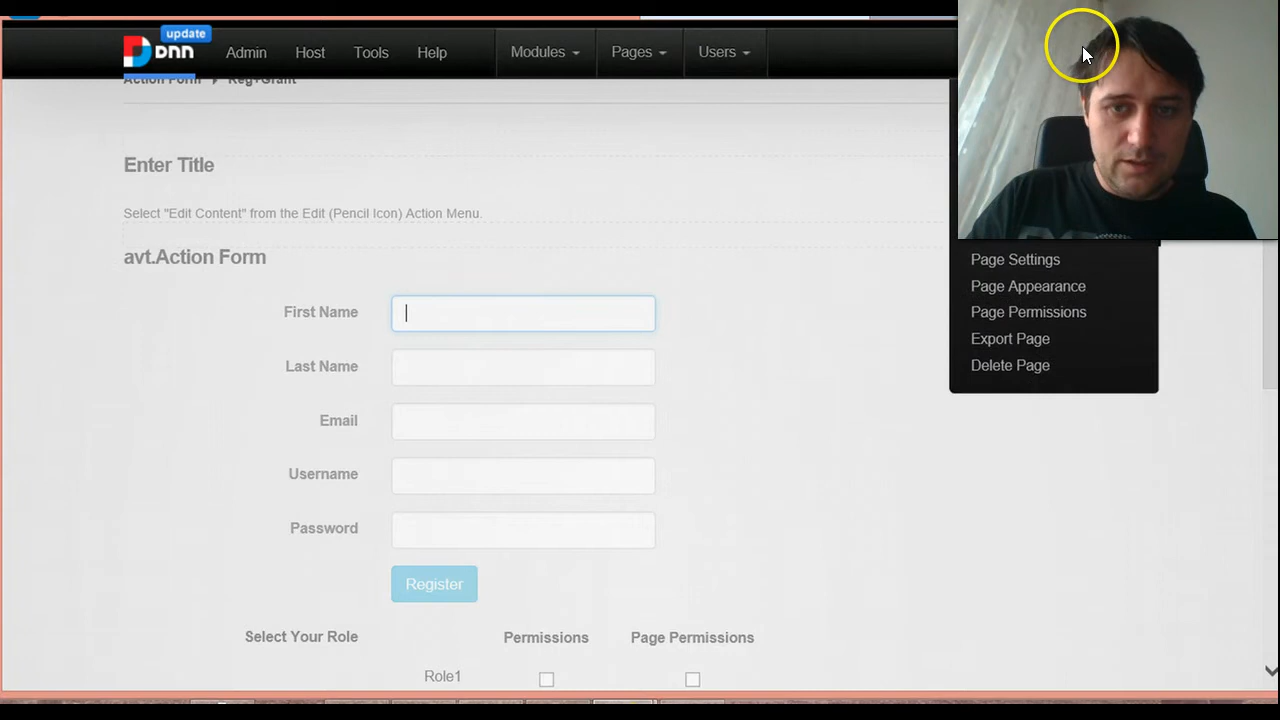 update
DNN
Admin
Host
Tools
Help
Modules
Pages
Users
Action Form
Reg+Grant
Enter Title
Select "Edit Content" from the Edit (Pencil Icon) Action Menu.
avt.Action Form
First Name
Last Name
Email
Username
Password
Register
Select Your Role
Permissions
Page Permissions
Role1
Page Settings
Page Appearance
Page Permissions
Export Page
Delete Page